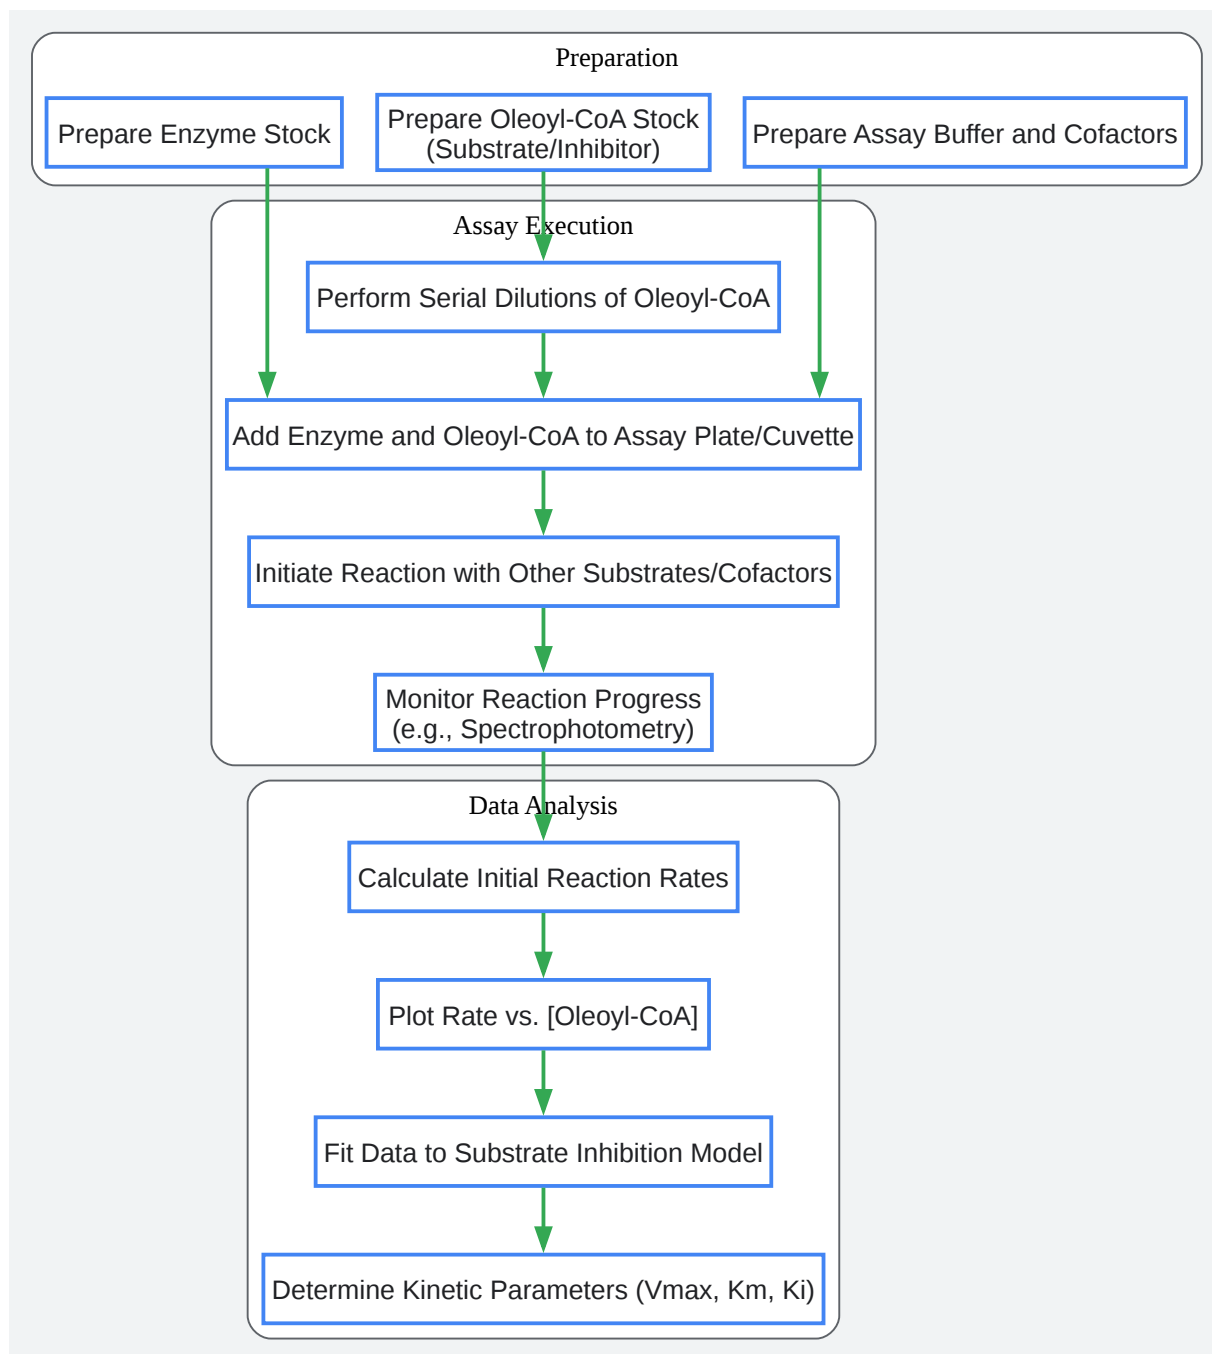 Preparation
Prepare Enzyme Stock
Prepare Oleoyl-CoA Stock
(Substrate/Inhibitor)
Prepare Assay Buffer and Cofactors
Assay Execution
Perform Serial Dilutions of Oleoyl-CoA
Add Enzyme and Oleoyl-CoA to Assay Plate/Cuvette
Initiate Reaction with Other Substrates/Cofactors
Monitor Reaction Progress
(e.g., Spectrophotometry)
Data Analysis
Calculate Initial Reaction Rates
Plot Rate vs. [Oleoyl-CoA]
Fit Data to Substrate Inhibition Model
Determine Kinetic Parameters (Vmax, Km, Ki)